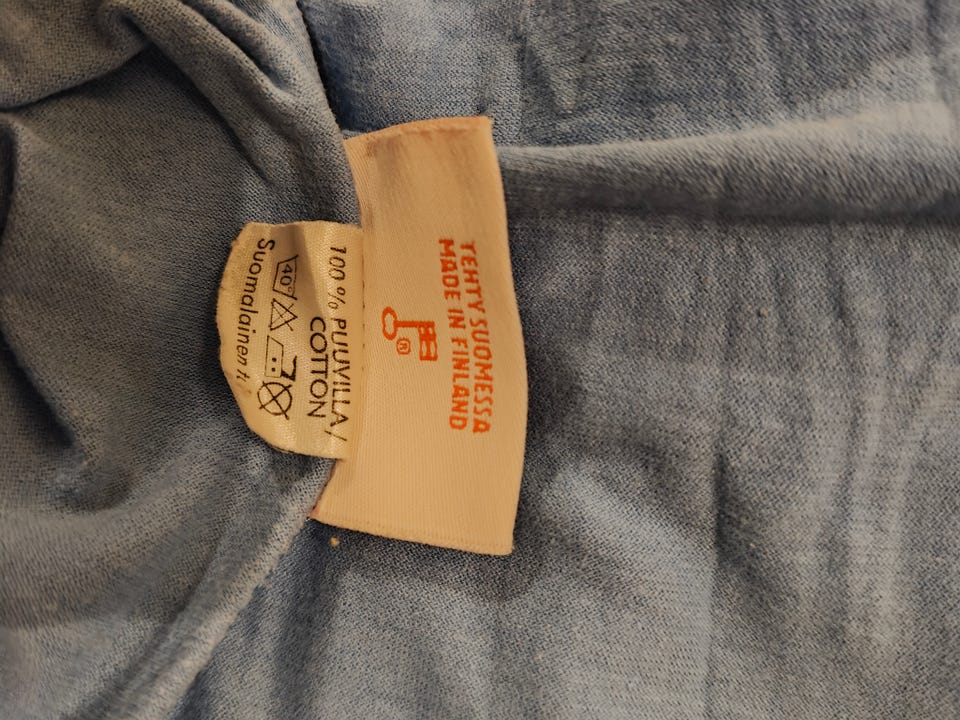 TEHTY SUOMESSA
MADE IN FINLAND
®
100% PUUVILLA /
COTTON
40°
Suomalainen